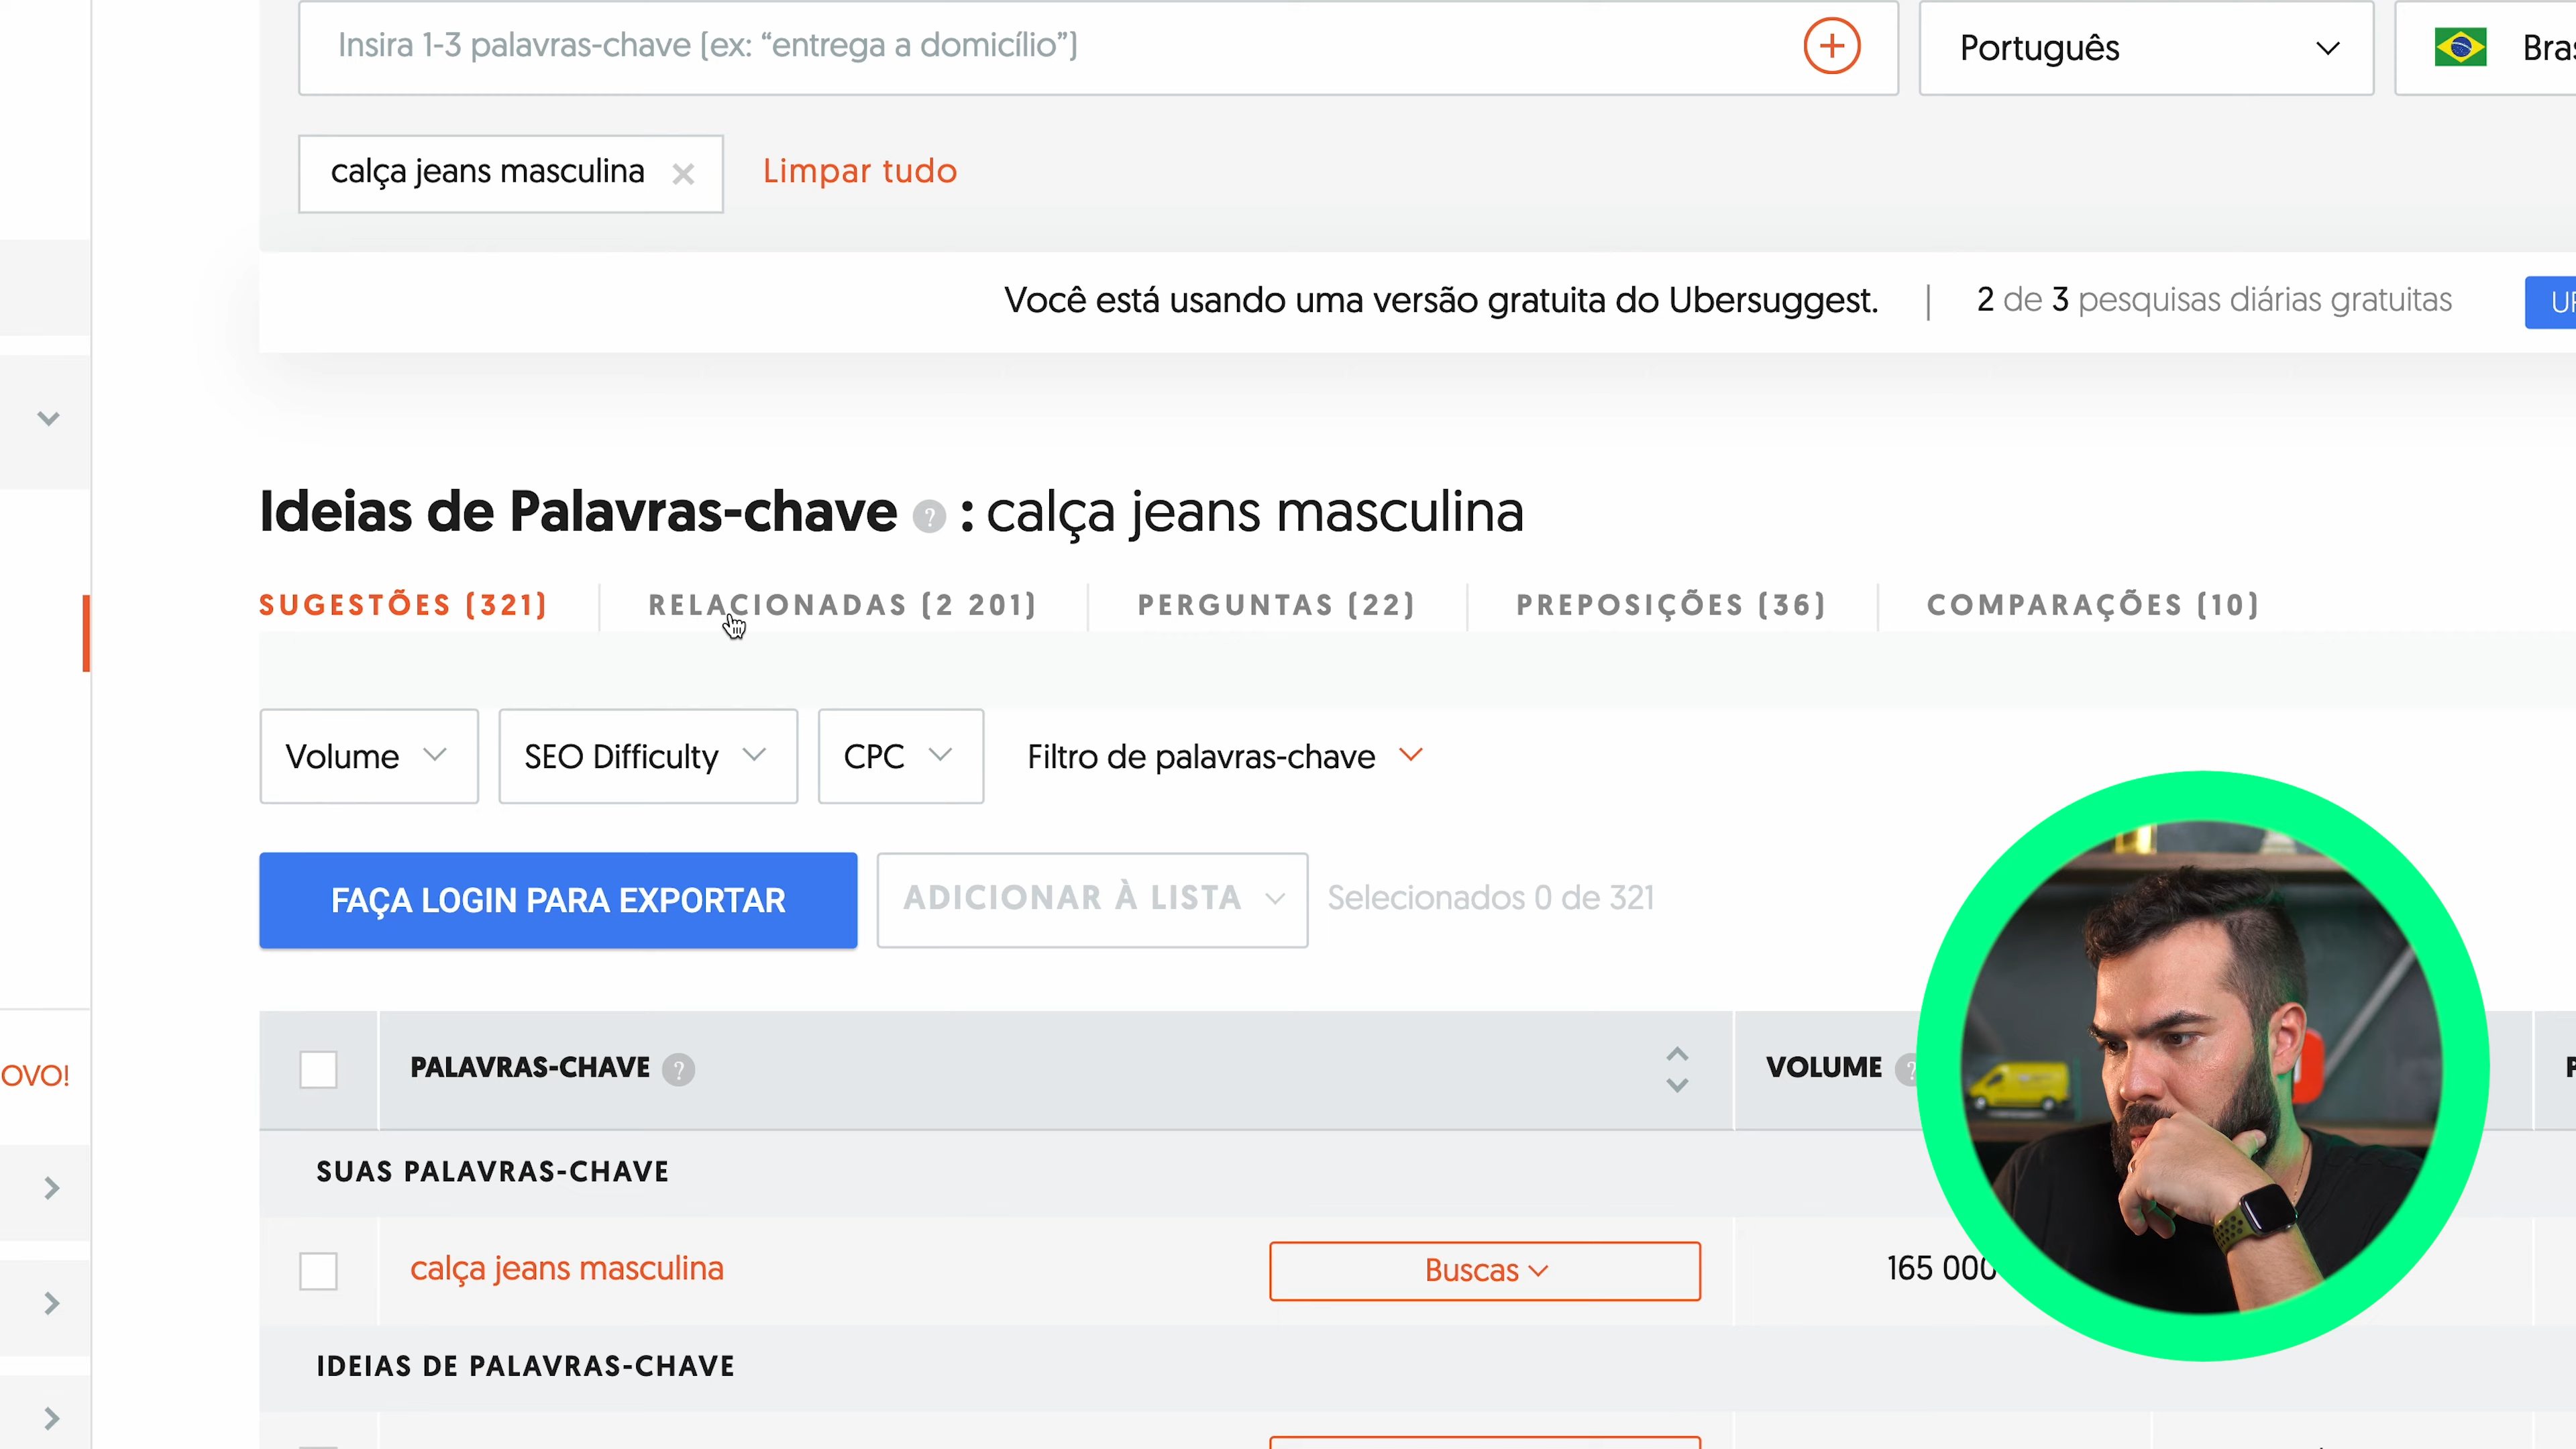 Insira 1-3 palavras-chave (ex: “entrega a domicílio”)
Português
calça jeans masculina
Limpar tudo
Você está usando uma versão gratuita do Ubersuggest. | 2 de 3 pesquisas diárias gratuitas
Ideias de Palavras-chave ? : calça jeans masculina
SUGESTÕES (321)
RELACIONADAS (2 201)
PERGUNTAS (22)
PREPOSIÇÕES (36)
COMPARAÇÕES (10)
Volume
SEO Difficulty
CPC
Filtro de palavras-chave
FAÇA LOGIN PARA EXPORTAR
ADICIONAR À LISTA
Selecionados 0 de 321
OVO!
PALAVRAS-CHAVE ?
VOLUME ?
SUAS PALAVRAS-CHAVE
calça jeans masculina
Buscas
165 000
IDEIAS DE PALAVRAS-CHAVE